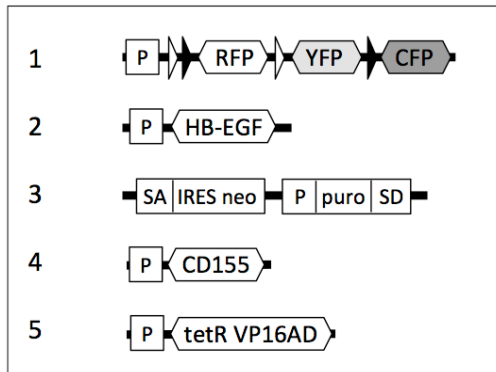 1 P RFP YFP CFP
2 P HB-EGF
3 SA IRES neo P puro SD
4 P CD155
5 P tetR VP16AD